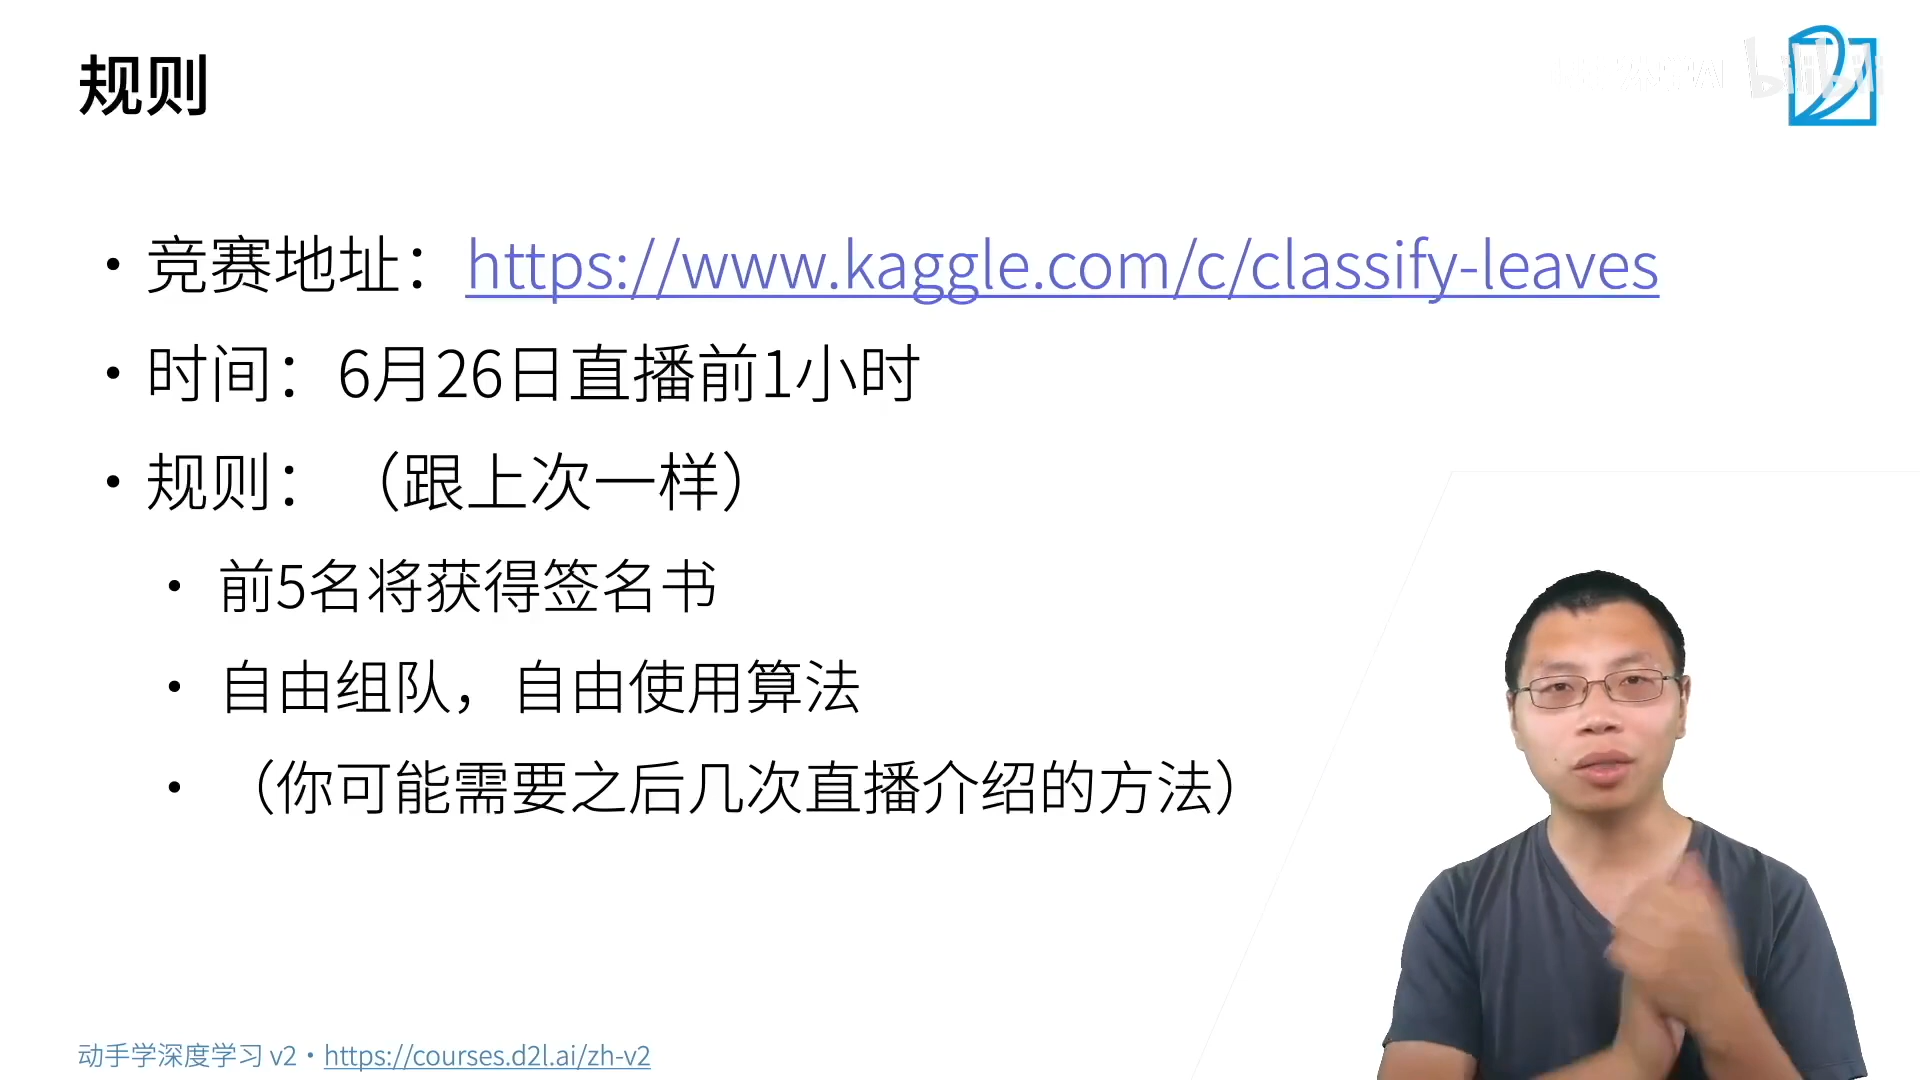 规则
bilibili
• 竞赛地址：https://www.kaggle.com/c/classify-leaves
• 时间：6月26日直播前1小时
• 规则：（跟上次一样）
• 前5名将获得签名书
• 自由组队，自由使用算法
• （你可能需要之后几次直播介绍的方法）
动手学深度学习 v2 • https://courses.d2l.ai/zh-v2